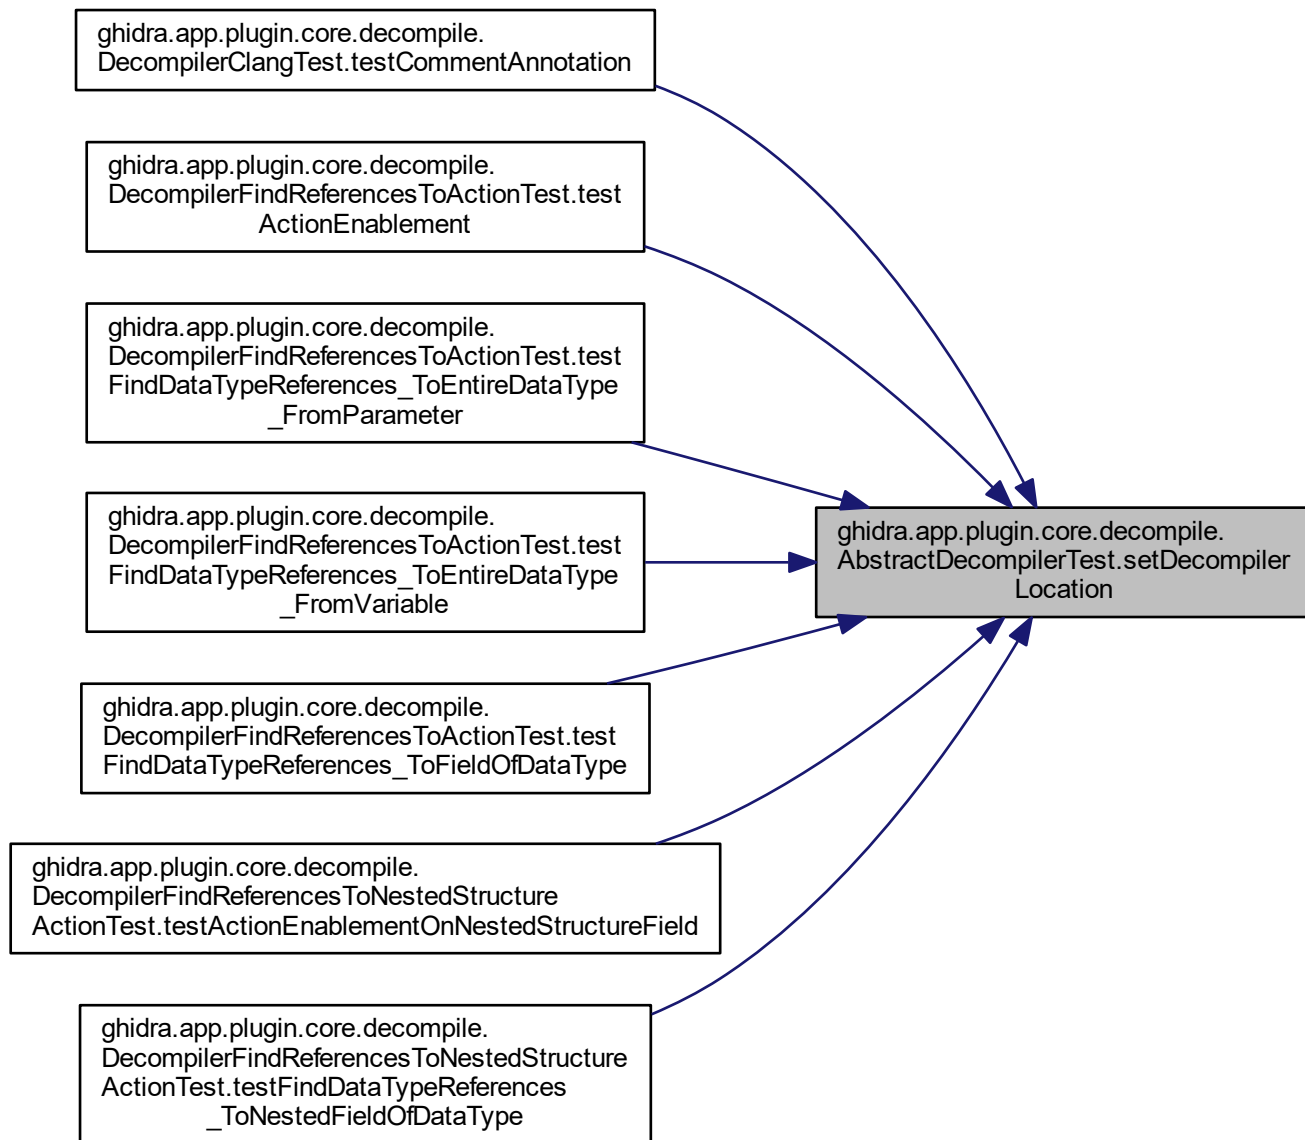 ghidra.app.plugin.core.decompile.
DecompilerClangTest.testCommentAnnotation
ghidra.app.plugin.core.decompile.
DecompilerFindReferencesToActionTest.test
ActionEnablement
ghidra.app.plugin.core.decompile.
DecompilerFindReferencesToActionTest.test
FindDataTypeReferences_ToEntireDataType
_FromParameter
ghidra.app.plugin.core.decompile.
DecompilerFindReferencesToActionTest.test
FindDataTypeReferences_ToEntireDataType
_FromVariable
ghidra.app.plugin.core.decompile.
AbstractDecompilerTest.setDecompiler
Location
ghidra.app.plugin.core.decompile.
DecompilerFindReferencesToActionTest.test
FindDataTypeReferences_ToFieldOfDataType
ghidra.app.plugin.core.decompile.
DecompilerFindReferencesToNestedStructure
ActionTest.testActionEnablementOnNestedStructureField
ghidra.app.plugin.core.decompile.
DecompilerFindReferencesToNestedStructure
ActionTest.testFindDataTypeReferences
_ToNestedFieldOfDataType